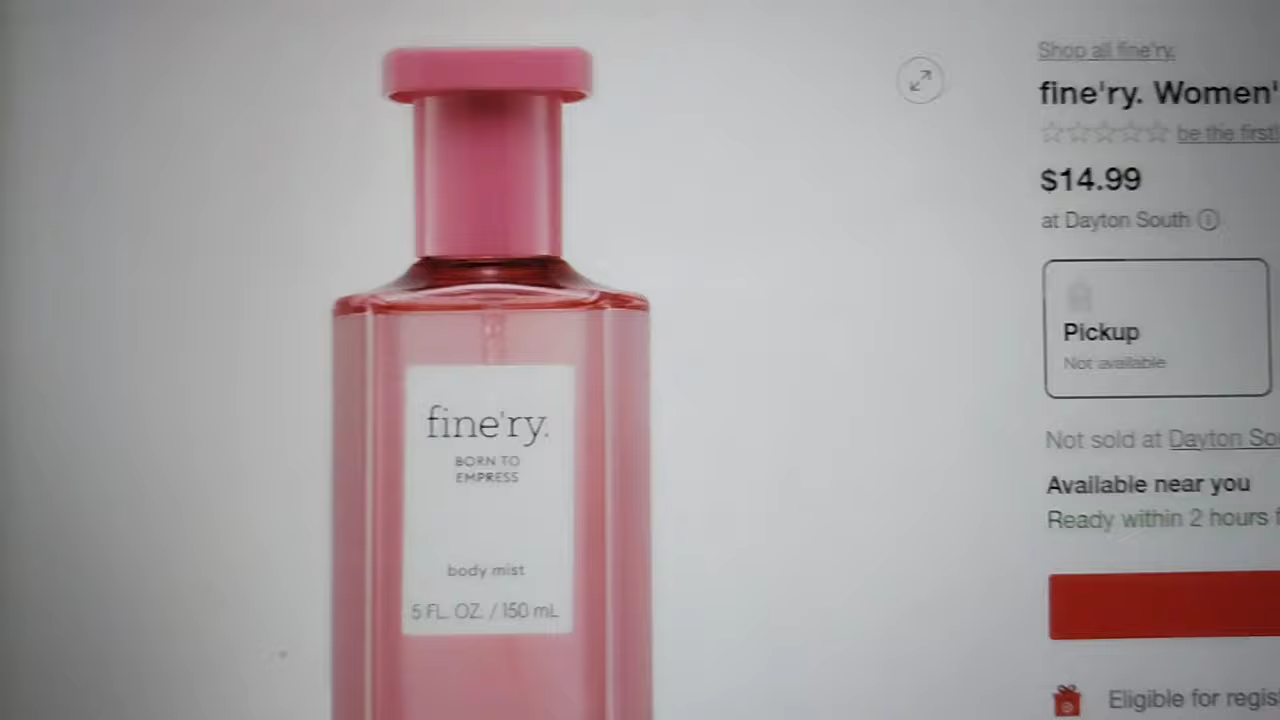 fine'ry.
BORN TO
EMPRESS
body mist
5 FL. OZ. / 150 mL
Shop all fine'ry.
fine'ry. Women'
be the first!
$14.99
at Dayton South
Pickup
Not available
Not sold at Dayton So
Available near you
Ready within 2 hours f
Eligible for regis